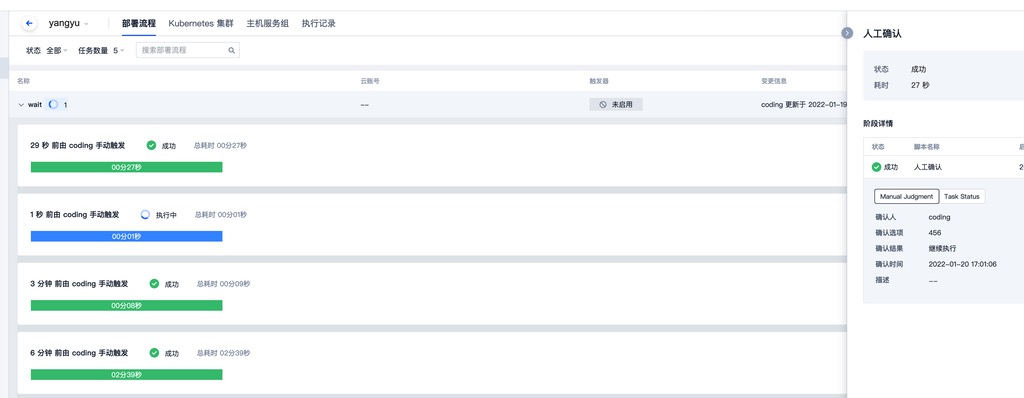 yangyu 部署流程 Kubernetes 集群 主机服务组 执行记录
状态 全部 任务数量 5 搜索部署流程
名称 云账号 触发器 变更信息
wait 1 -- 未启用 coding 更新于 2022-01-19
29 秒 前由 coding 手动触发 成功 总耗时 00分27秒
00分27秒
1 秒 前由 coding 手动触发 执行中 总耗时 00分01秒
00分01秒
3 分钟 前由 coding 手动触发 成功 总耗时 00分09秒
00分08秒
6 分钟 前由 coding 手动触发 成功 总耗时 02分39秒
02分39秒
人工确认
状态 成功
耗时 27 秒
阶段详情
状态 脚本名称
成功 人工确认 2
Manual Judgment Task Status
确认人 coding
确认选项 456
确认结果 继续执行
确认时间 2022-01-20 17:01:06
描述 --